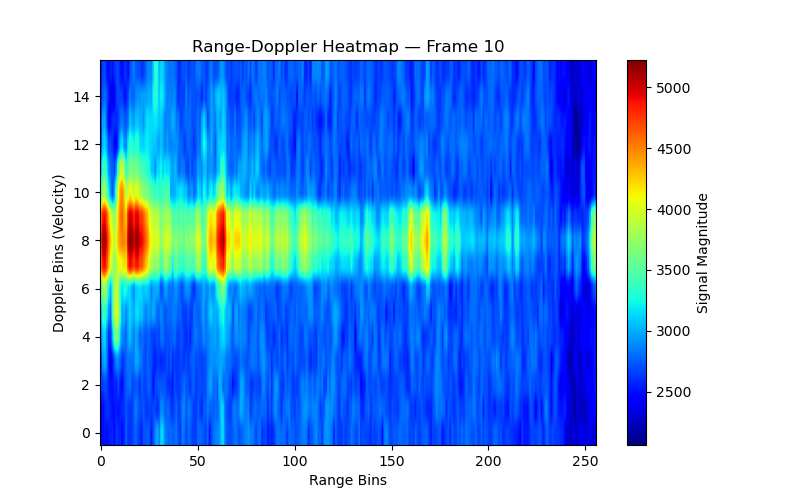 Range-Doppler Heatmap — Frame 10
Doppler Bins (Velocity)
14
12
10
8
6
4
2
0
0 50 100 150 200 250
Range Bins
5000
4500
4000
3500
3000
2500
Signal Magnitude